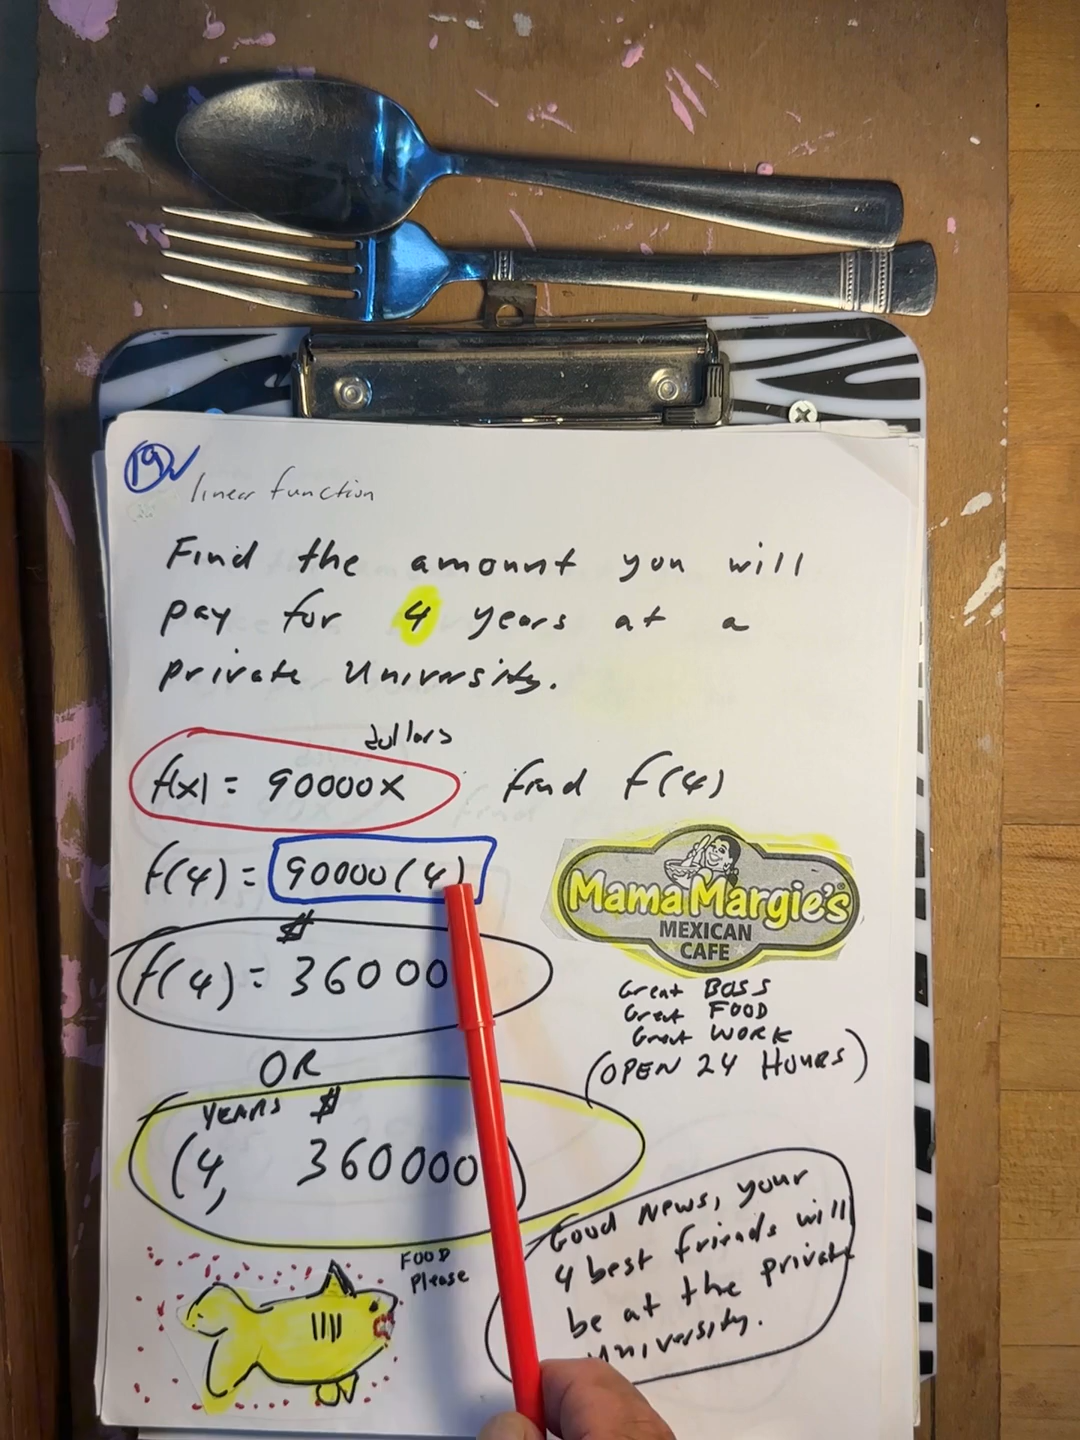 19
linear function
Find the amount you will
pay for 4 years at a
private University.
dollars
f(x) = 90000x find f(4)
f(4) = 90000(4)
$
f(4) = 36000
OR
YEARS $
(4, 360000)
Mama Margie's®
MEXICAN
CAFE
Great BOSS
Great FOOD
Great WORK
(OPEN 24 HOURS)
FOOD
Please
Good News, your
4 best friends will
be at the private
University.